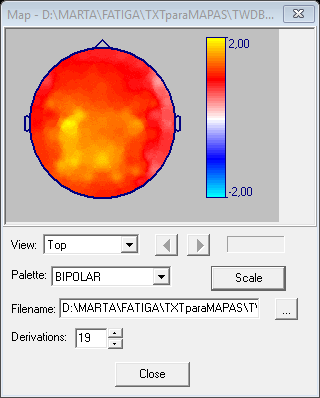 Map - D:\MARTA\FATIGA\TXTparaMAPAS\TWDB...
2,00
-2,00
View: Top
Palette: BIPOLAR
Scale
Filename: D:\MARTA\FATIGA\TXTparaMAPAS\T\ ...
Derivations: 19
Close